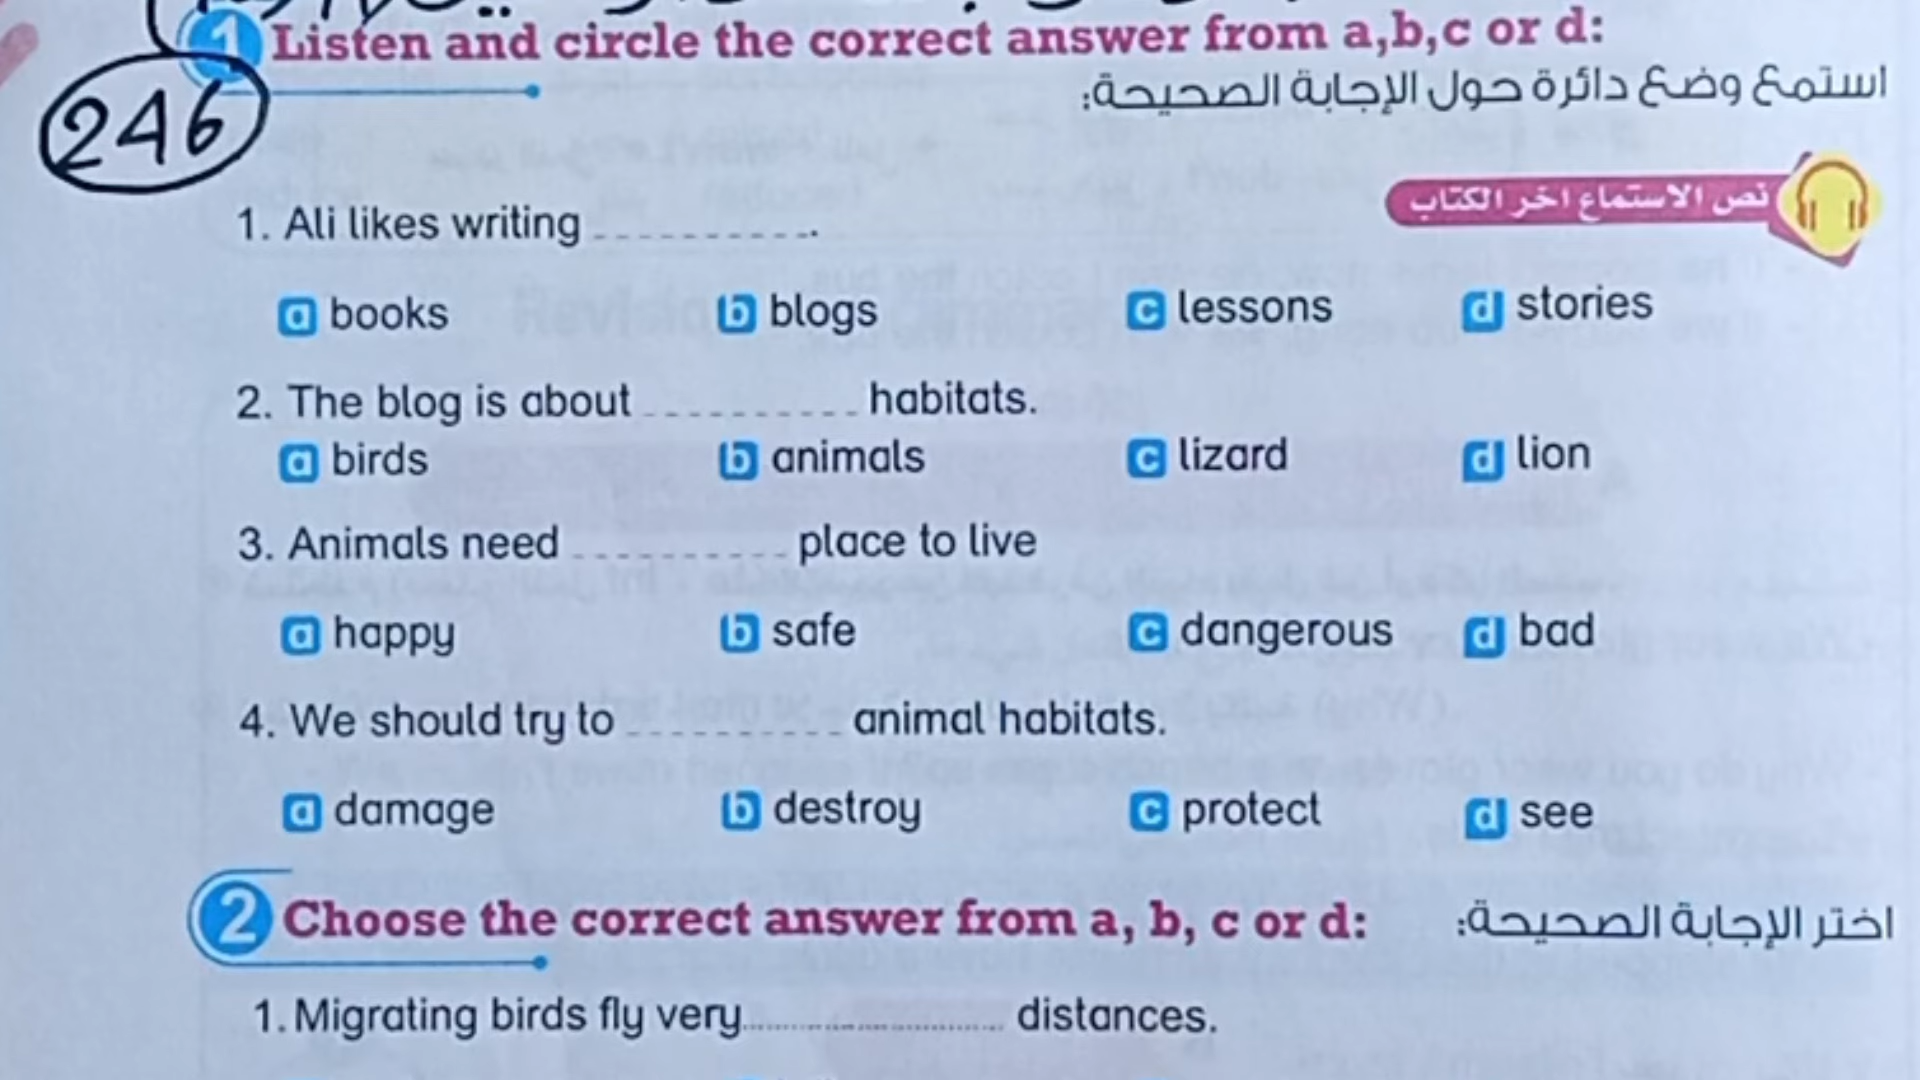 1 Listen and circle the correct answer from a,b,c or d:
استمع وضع دائرة حول الإجابة الصحيحة:
246
نص الاستماع اخر الكتاب
1. Ali likes writing ----------.
a books b blogs c lessons d stories
2. The blog is about ---------- habitats.
a birds b animals c lizard d lion
3. Animals need ---------- place to live
a happy b safe c dangerous d bad
4. We should try to ---------- animal habitats.
a damage b destroy c protect d see
2 Choose the correct answer from a, b, c or d: اختر الإجابة الصحيحة:
1. Migrating birds fly very.......................... distances.